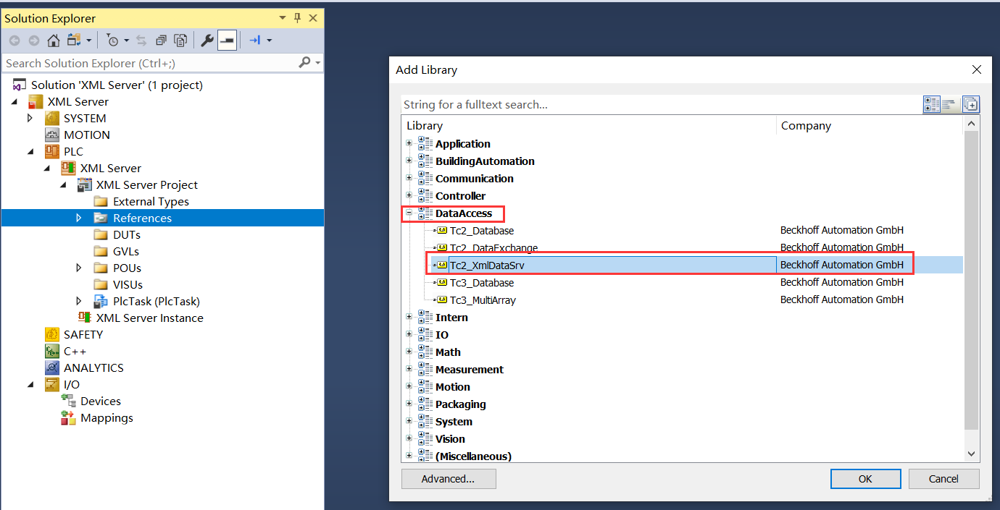 Solution Explorer
Search Solution Explorer (Ctrl+;)
Solution 'XML Server' (1 project)
XML Server
SYSTEM
MOTION
PLC
XML Server
XML Server Project
External Types
References
DUTs
GVLs
POUs
VISUs
PlcTask (PlcTask)
XML Server Instance
SAFETY
C++
ANALYTICS
I/O
Devices
Mappings
Add Library
String for a fulltext search...
Library Company
Application
BuildingAutomation
Communication
Controller
DataAccess
Tc2_Database Beckhoff Automation GmbH
Tc2_DataExchange Beckhoff Automation GmbH
Tc2_XmlDataSrv Beckhoff Automation GmbH
Tc3_Database Beckhoff Automation GmbH
Tc3_MultiArray Beckhoff Automation GmbH
Intern
IO
Math
Measurement
Motion
Packaging
System
Vision
(Miscellaneous)
Advanced... OK Cancel